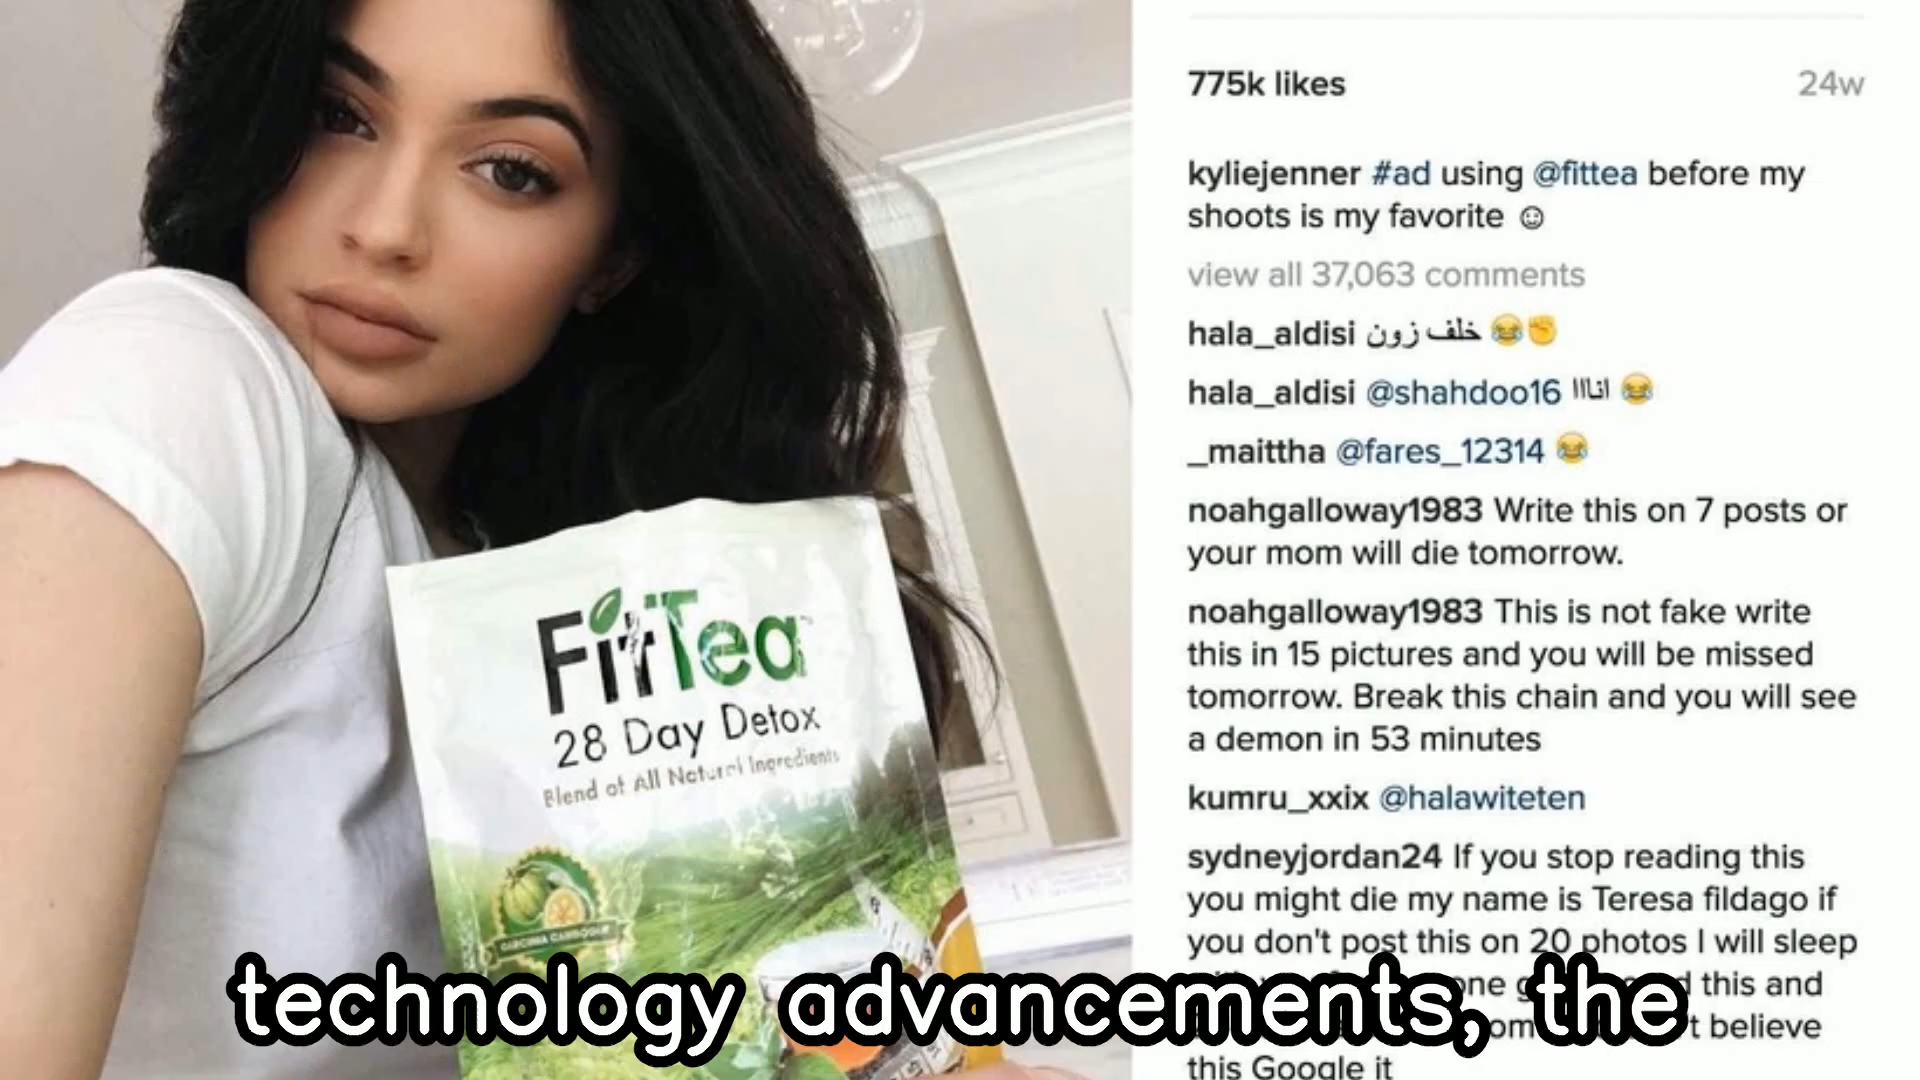 775k likes 24w
kyliejenner #ad using @fittea before my
shoots is my favorite ☺
view all 37,063 comments
hala_aldisi خلف زون 😂✊
hala_aldisi @shahdoo16 اناااا 😂
_maittha @fares_12314 😂
noahgalloway1983 Write this on 7 posts or
your mom will die tomorrow.
noahgalloway1983 This is not fake write
this in 15 pictures and you will be missed
tomorrow. Break this chain and you will see
a demon in 53 minutes
kumru_xxix @halawiteten
sydneyjordan24 If you stop reading this
you might die my name is Teresa fildago if
you don't post this on 20 photos I will sleep
this and
believe
this Google it
FitTea
28 Day Detox
Blend of All Natural Ingredients
GARCINIA CAMBOGIA
technology advancements, the